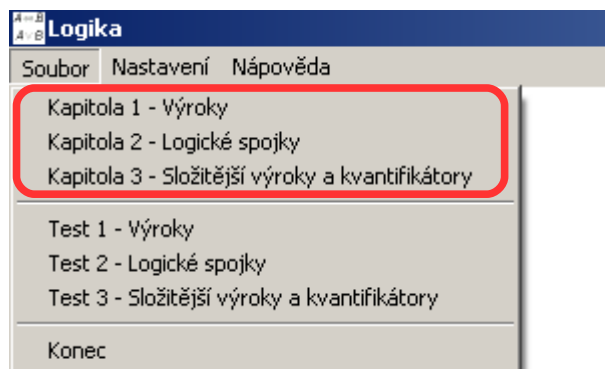 A⇔B
A∨B
Logika
Soubor Nastavení Nápověda
Kapitola 1 - Výroky
Kapitola 2 - Logické spojky
Kapitola 3 - Složitější výroky a kvantifikátory
Test 1 - Výroky
Test 2 - Logické spojky
Test 3 - Složitější výroky a kvantifikátory
Konec